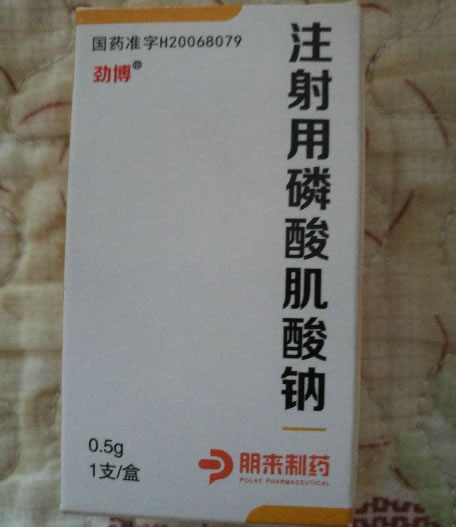 国药准字H20068079
劲博®
注射用磷酸肌酸钠
0.5g
1支/盒
朋来制药
POLAY PHARMACEUTICAL